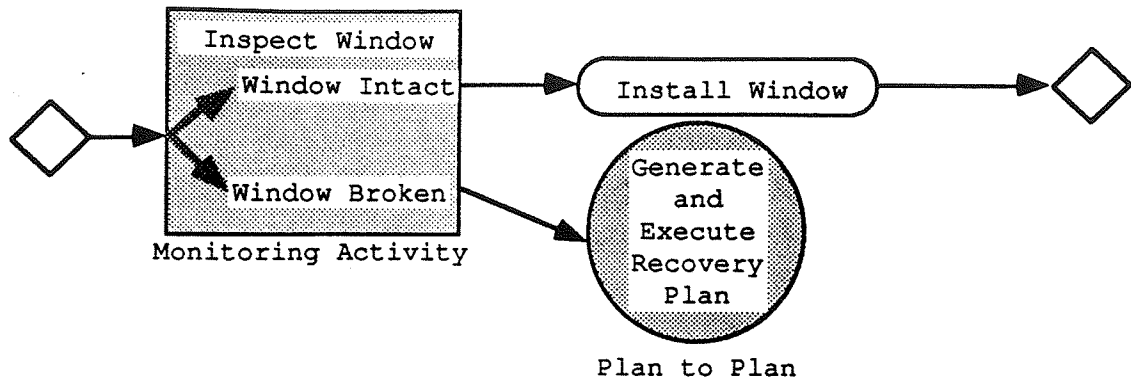 Inspect Window
Window Intact
Install Window
Window Broken
Monitoring Activity
Generate
and
Execute
Recovery
Plan
Plan to Plan